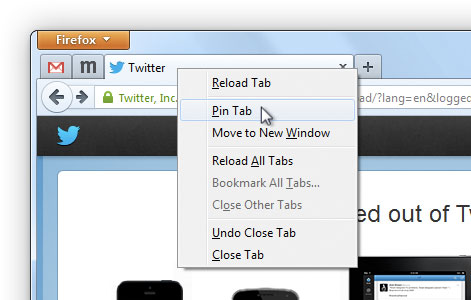 Firefox
m Twitter
Twitter, Inc. ad/?lang=en&logged
Reload Tab
Pin Tab
Move to New Window
Reload All Tabs
Bookmark All Tabs...
Close Other Tabs
ed out of Tw
Undo Close Tab
Close Tab